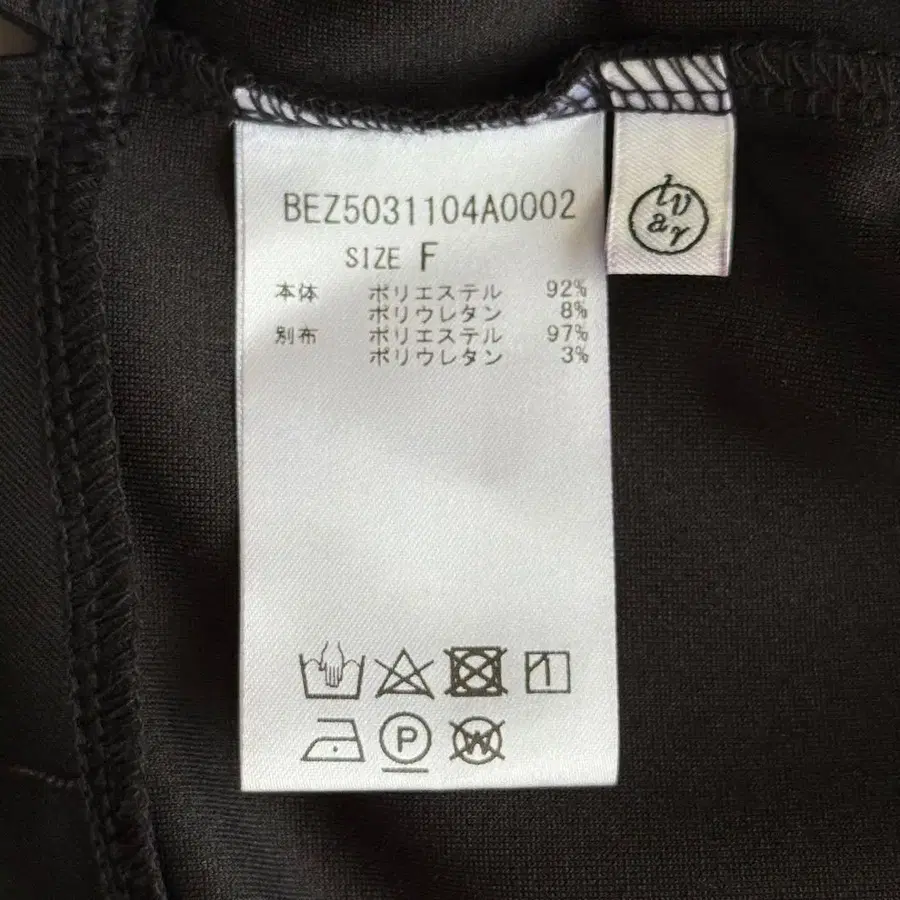 BEZ5031104A0002
SIZE F
本体 ポリエステル 92%
ポリウレタン 8%
別布 ポリエステル 97%
ポリウレタン 3%
P
W